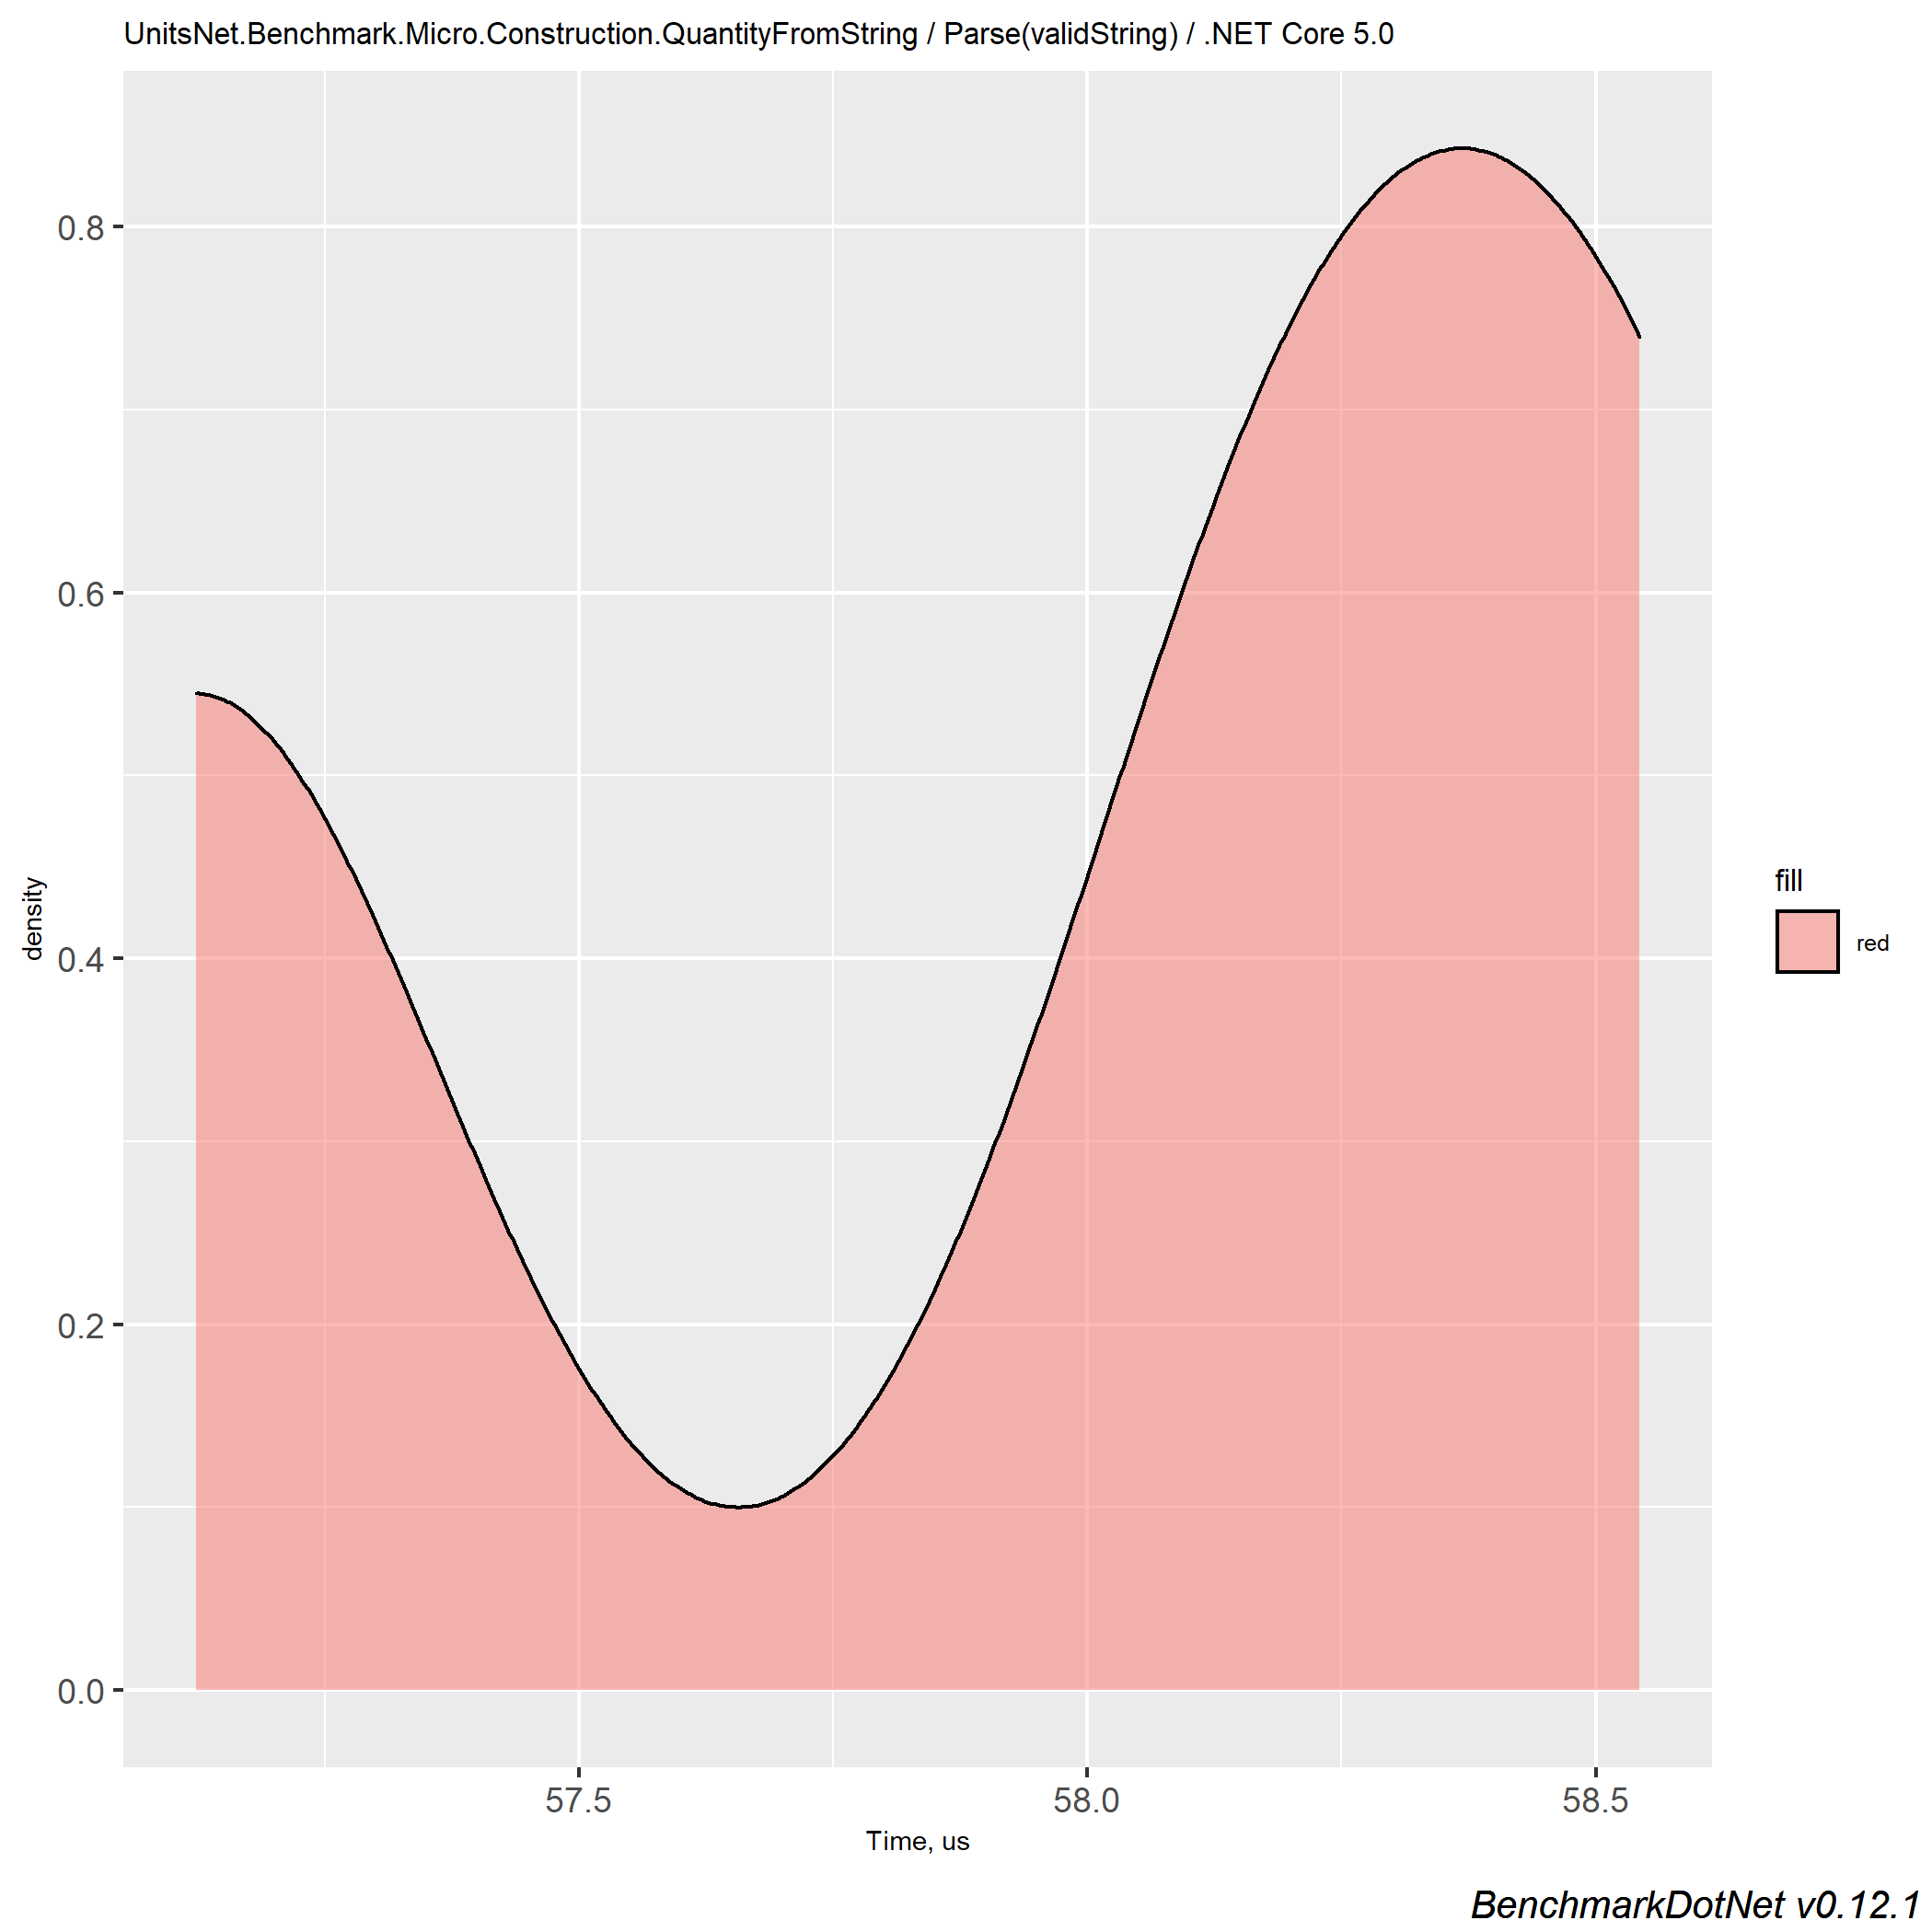 UnitsNet.Benchmark.Micro.Construction.QuantityFromString / Parse(validString) / .NET Core 5.0
0.8
0.6
0.4
0.2
0.0
density
57.5 58.0 58.5
Time, us
fill
red
BenchmarkDotNet v0.12.1